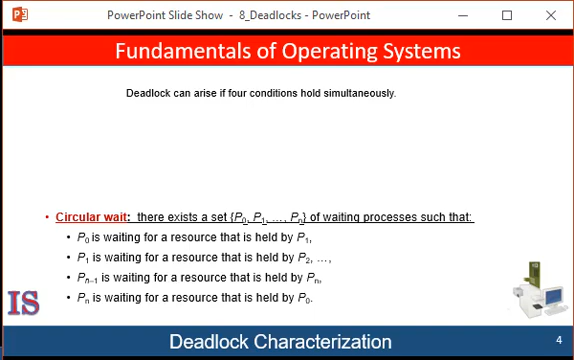 PowerPoint Slide Show - 8_Deadlocks - PowerPoint
Fundamentals of Operating Systems
Deadlock can arise if four conditions hold simultaneously.
• Circular wait: there exists a set {P0, P1, …, Pn} of waiting processes such that:
• P0 is waiting for a resource that is held by P1,
• P1 is waiting for a resource that is held by P2, …,
• Pn–1 is waiting for a resource that is held by Pn,
• Pn is waiting for a resource that is held by P0.
IS
Deadlock Characterization
4